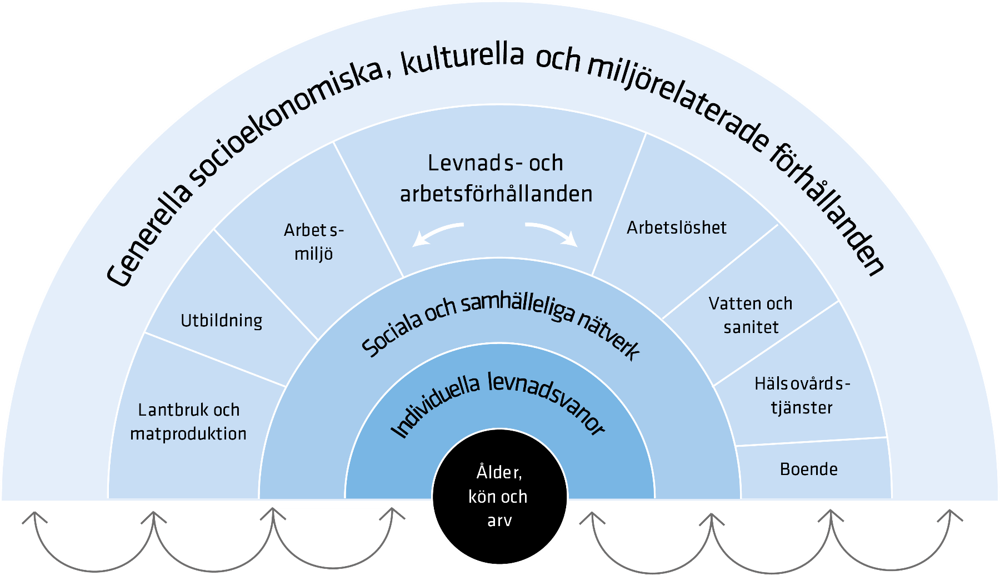 Generella socioekonomiska, kulturella och miljörelaterade förhållanden
Levnads- och
arbetsförhållanden
Arbets-
miljö
Arbetslöshet
Utbildning
Vatten och
sanitet
Lantbruk och
matproduktion
Hälsovårds-
tjänster
Boende
Sociala och samhälleliga nätverk
Individuella levnadsvanor
Ålder,
kön och
arv